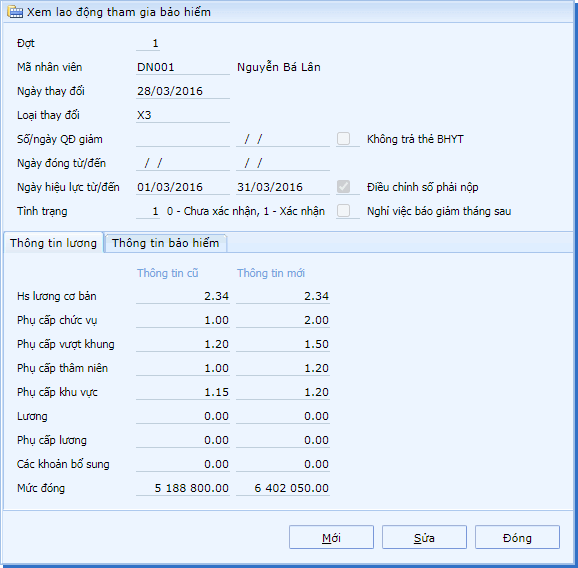 Xem lao động tham gia bảo hiểm
Đợt 1
Mã nhân viên DN001 Nguyễn Bá Lân
Ngày thay đổi 28/03/2016
Loại thay đổi X3
Số/ngày QĐ giảm / / Không trả thẻ BHYT
Ngày đóng từ/đến / / / /
Ngày hiệu lực từ/đến 01/03/2016 31/03/2016 Điều chỉnh số phải nộp
Tình trạng 1 0 - Chưa xác nhận, 1 - Xác nhận Nghỉ việc báo giảm tháng sau
Thông tin lương Thông tin bảo hiểm
Thông tin cũ Thông tin mới
Hs lương cơ bản 2.34 2.34
Phụ cấp chức vụ 1.00 2.00
Phụ cấp vượt khung 1.20 1.50
Phụ cấp thâm niên 1.00 1.20
Phụ cấp khu vực 1.15 1.20
Lương 0.00 0.00
Phụ cấp lương 0.00 0.00
Các khoản bổ sung 0.00 0.00
Mức đóng 5 188 800.00 6 402 050.00
Mới Sửa Đóng